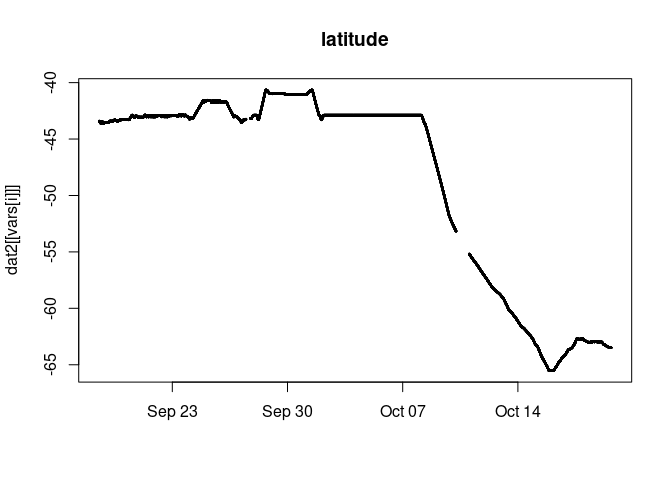 latitude
dat2[[vars[i]]]
-40
-45
-50
-55
-60
-65
Sep 23
Sep 30
Oct 07
Oct 14